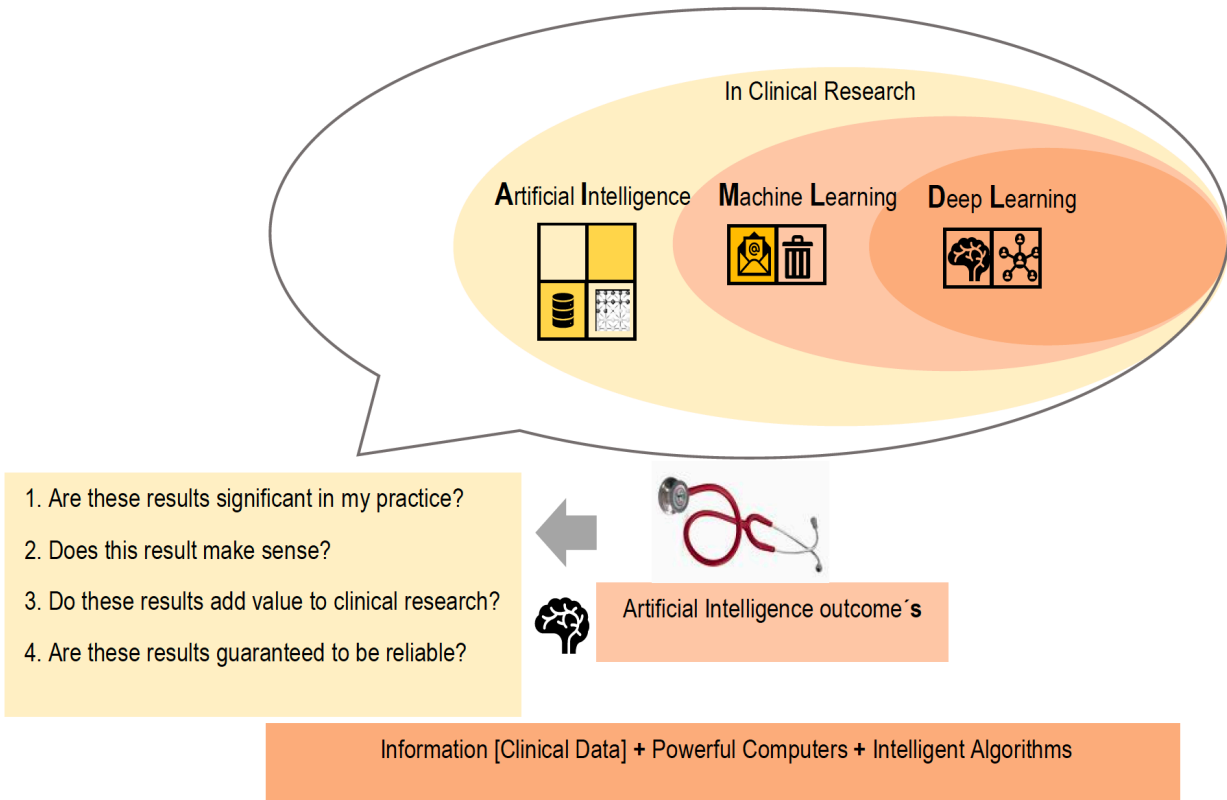 In Clinical Research
Artificial Intelligence
Machine Learning
Deep Learning
@
1. Are these results significant in my practice?
2. Does this result make sense?
3. Do these results add value to clinical research?
4. Are these results guaranteed to be reliable?
Artificial Intelligence outcome´s
Information [Clinical Data] + Powerful Computers + Intelligent Algorithms